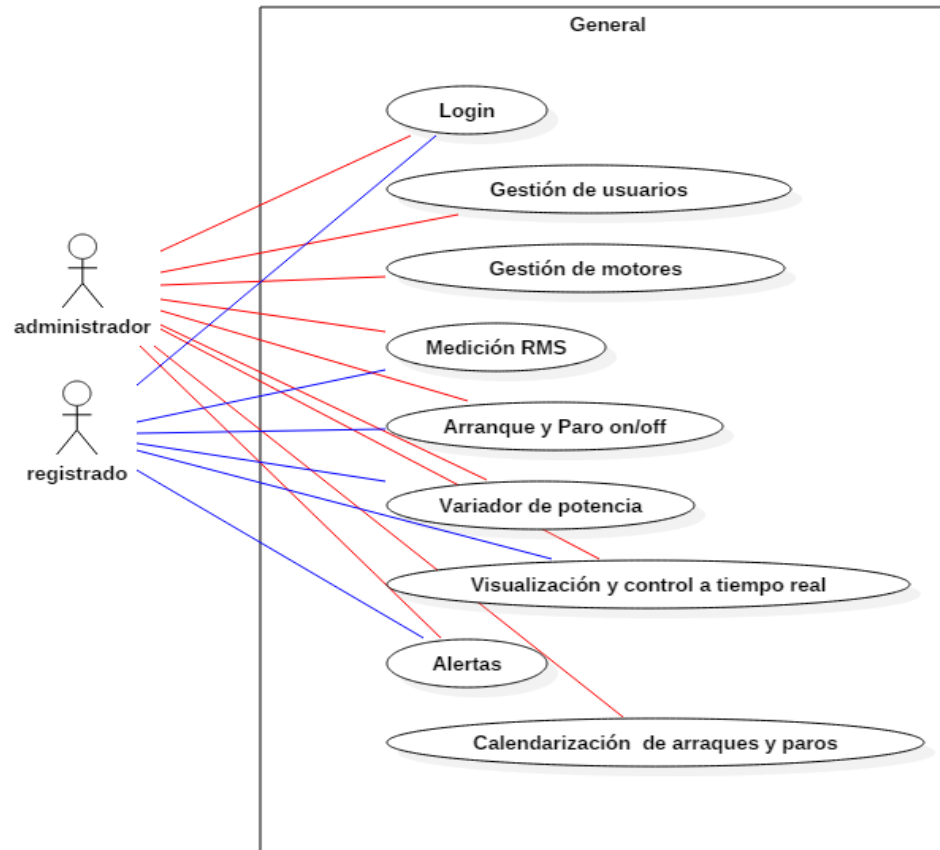 General
Login
Gestión de usuarios
Gestión de motores
administrador
Medición RMS
registrado
Arranque y Paro on/off
Variador de potencia
Visualización y control a tiempo real
Alertas
Calendarización de arraques y paros